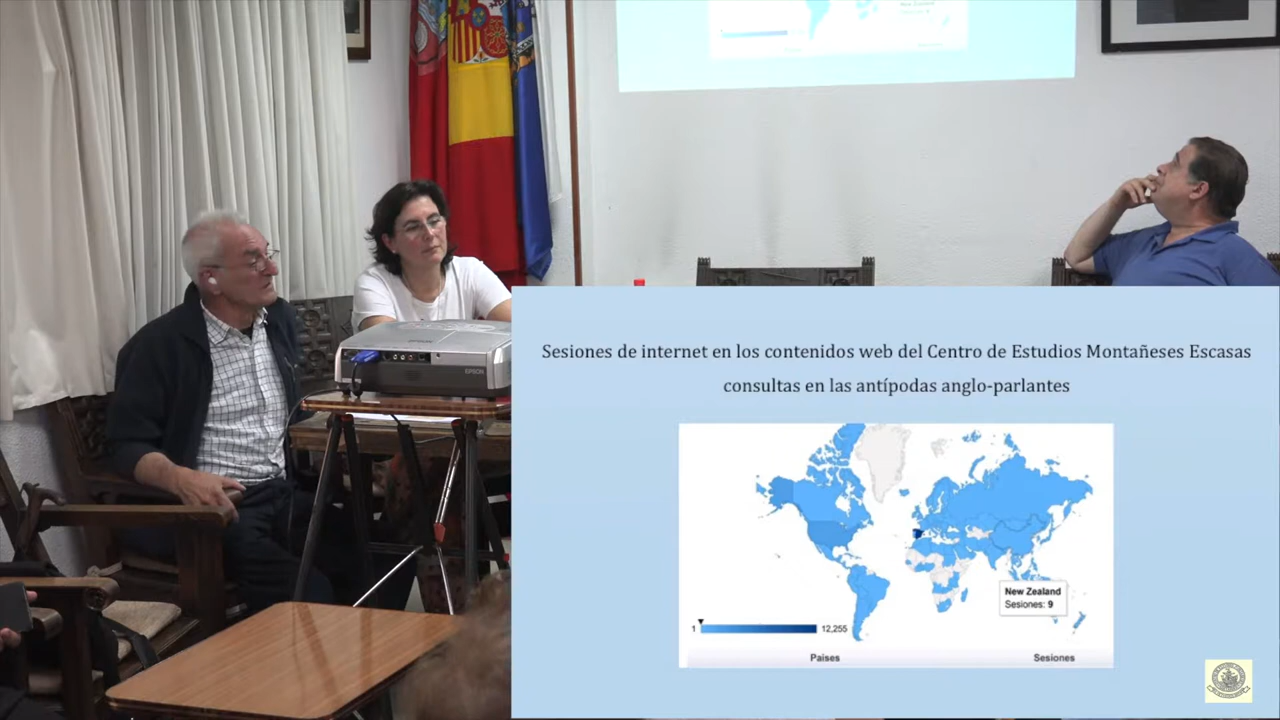 EPSON
Sesiones de internet en los contenidos web del Centro de Estudios Montañeses Escasas
consultas en las antípodas anglo-parlantes
New Zealand
Sesiones: 9
1
12,255
Países
Sesiones